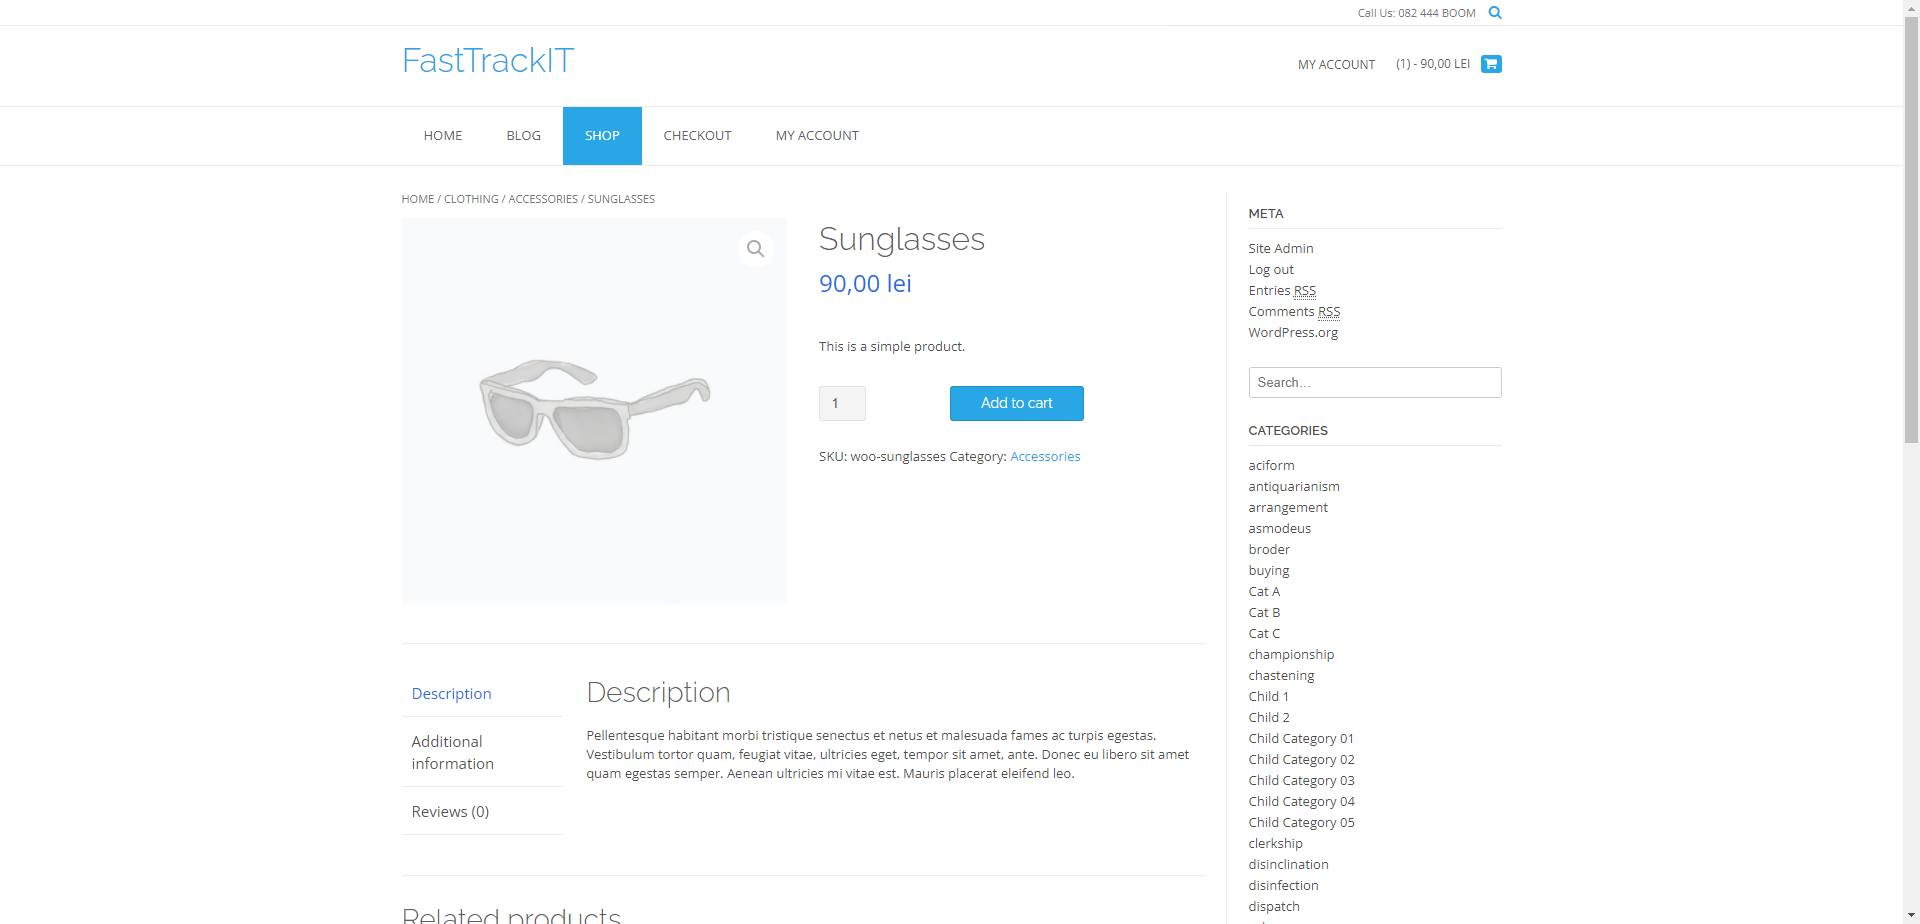 Call Us: 082 444 BOOM
FastTrackIT
MY ACCOUNT (1) - 90,00 LEI
HOME BLOG SHOP CHECKOUT MY ACCOUNT
HOME / CLOTHING / ACCESSORIES / SUNGLASSES
Sunglasses
90,00 lei
This is a simple product.
1 Add to cart
SKU: woo-sunglasses Category: Accessories
Description
Additional
information
Reviews (0)
Description
Pellentesque habitant morbi tristique senectus et netus et malesuada fames ac turpis egestas.
Vestibulum tortor quam, feugiat vitae, ultricies eget, tempor sit amet, ante. Donec eu libero sit amet
quam egestas semper. Aenean ultricies mi vitae est. Mauris placerat eleifend leo.
Related products
META
Site Admin
Log out
Entries RSS
Comments RSS
WordPress.org
Search...
CATEGORIES
aciform
antiquarianism
arrangement
asmodeus
broder
buying
Cat A
Cat B
Cat C
championship
chastening
Child 1
Child 2
Child Category 01
Child Category 02
Child Category 03
Child Category 04
Child Category 05
clerkship
disinclination
disinfection
dispatch